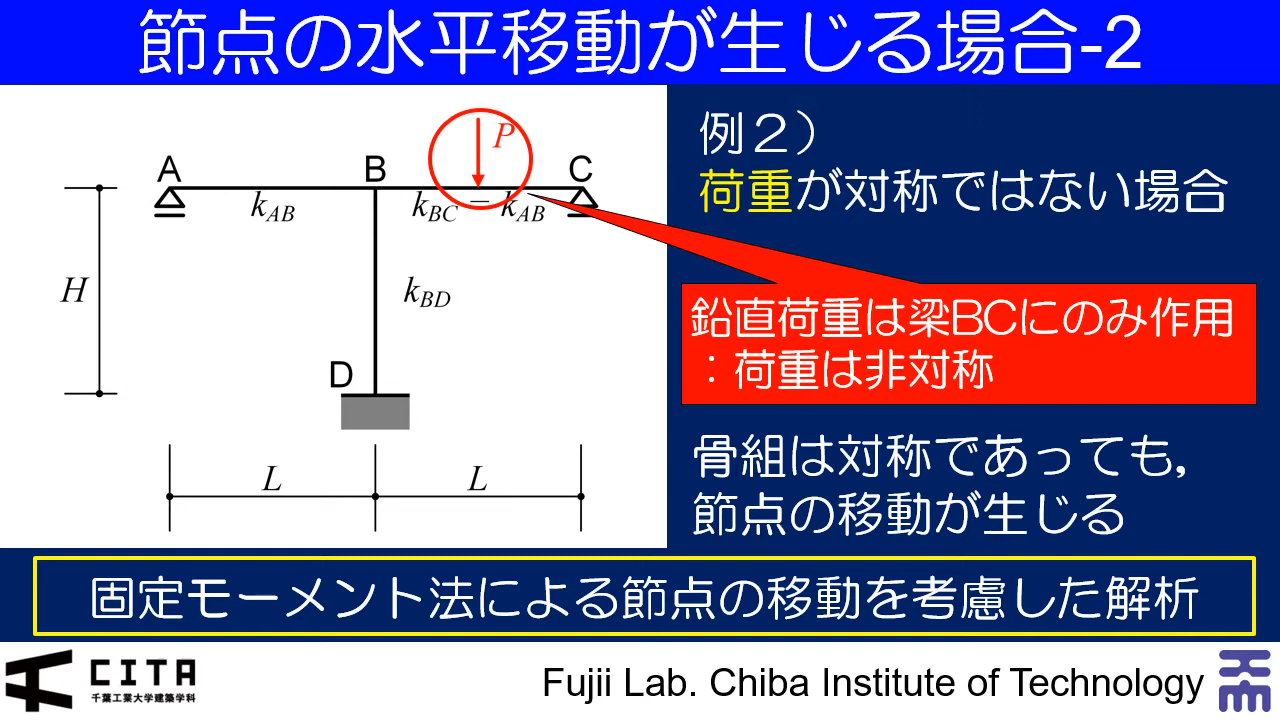 節点の水平移動が生じる場合-2
A
B
P
C
kAB
kBC = kAB
H
kBD
D
L
L
例２）
荷重が対称ではない場合
鉛直荷重は梁BCにのみ作用
：荷重は非対称
骨組は対称であっても,
節点の移動が生じる
固定モーメント法による節点の移動を考慮した解析
CITA
千葉工業大学建築学科
Fujii Lab. Chiba Institute of Technology